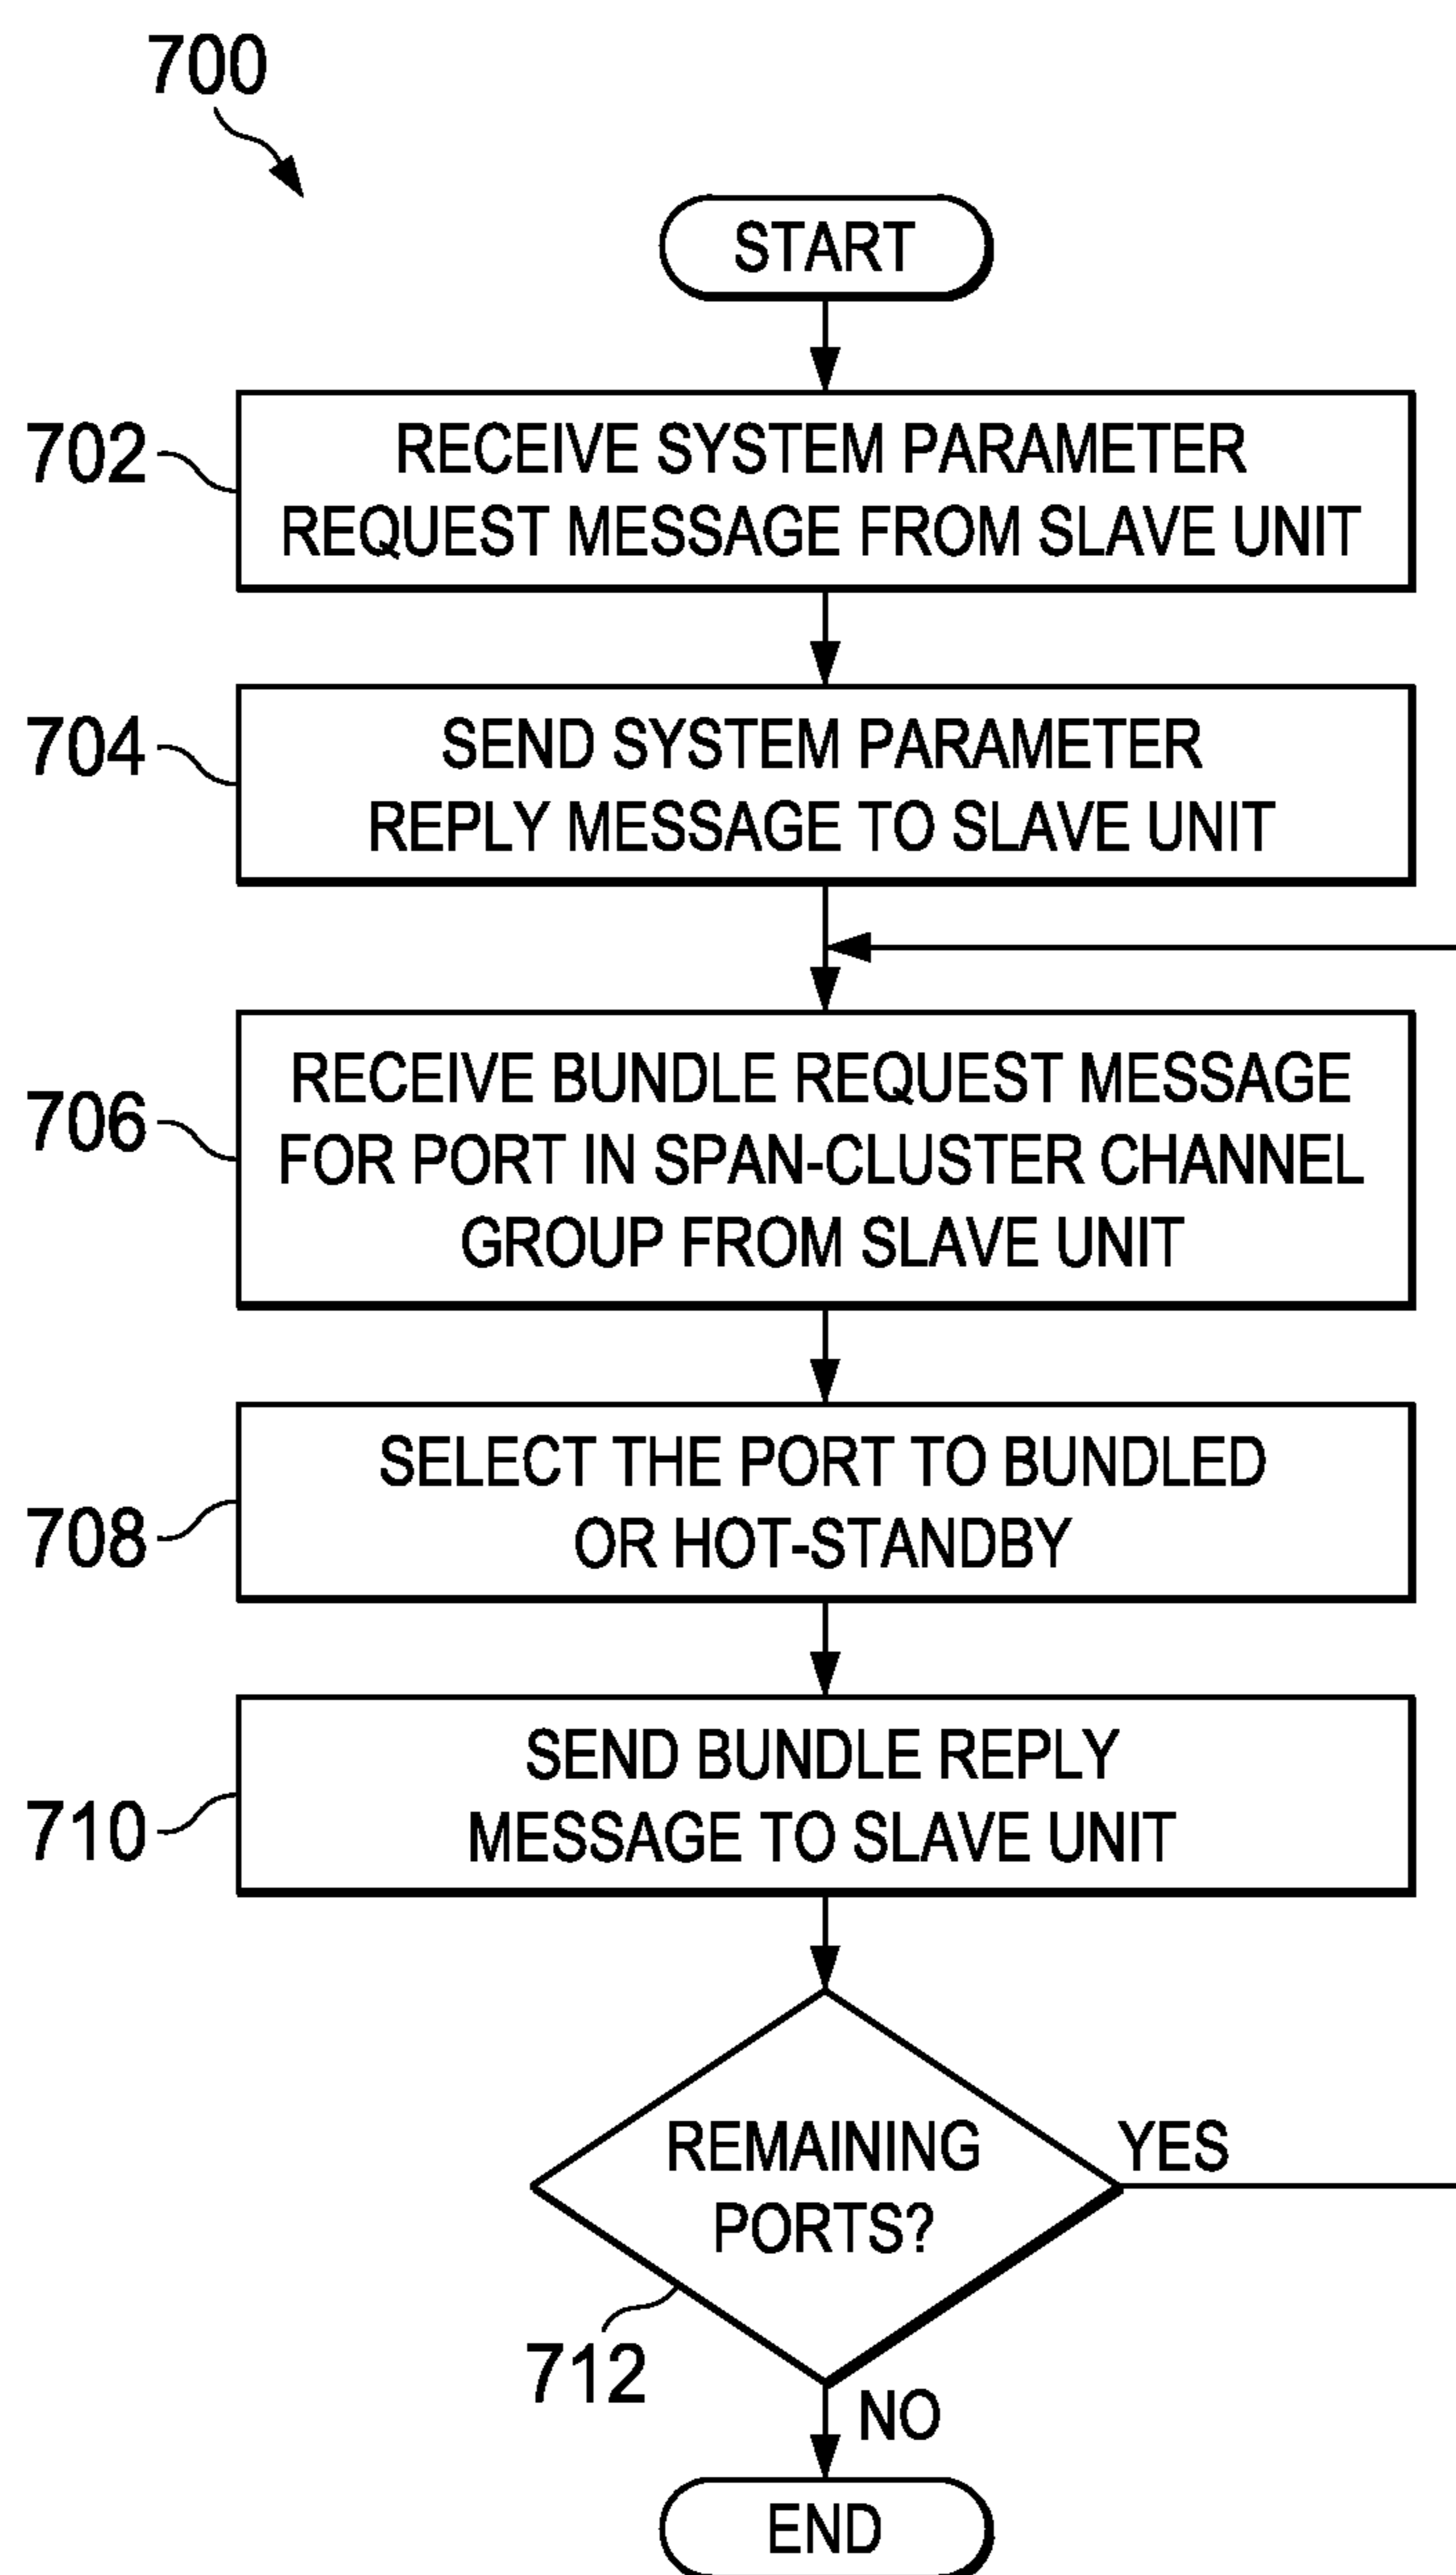 700
START
702
RECEIVE SYSTEM PARAMETER
REQUEST MESSAGE FROM SLAVE UNIT
704
SEND SYSTEM PARAMETER
REPLY MESSAGE TO SLAVE UNIT
706
RECEIVE BUNDLE REQUEST MESSAGE
FOR PORT IN SPAN-CLUSTER CHANNEL
GROUP FROM SLAVE UNIT
708
SELECT THE PORT TO BUNDLED
OR HOT-STANDBY
710
SEND BUNDLE REPLY
MESSAGE TO SLAVE UNIT
REMAINING
PORTS?
YES
712
NO
END